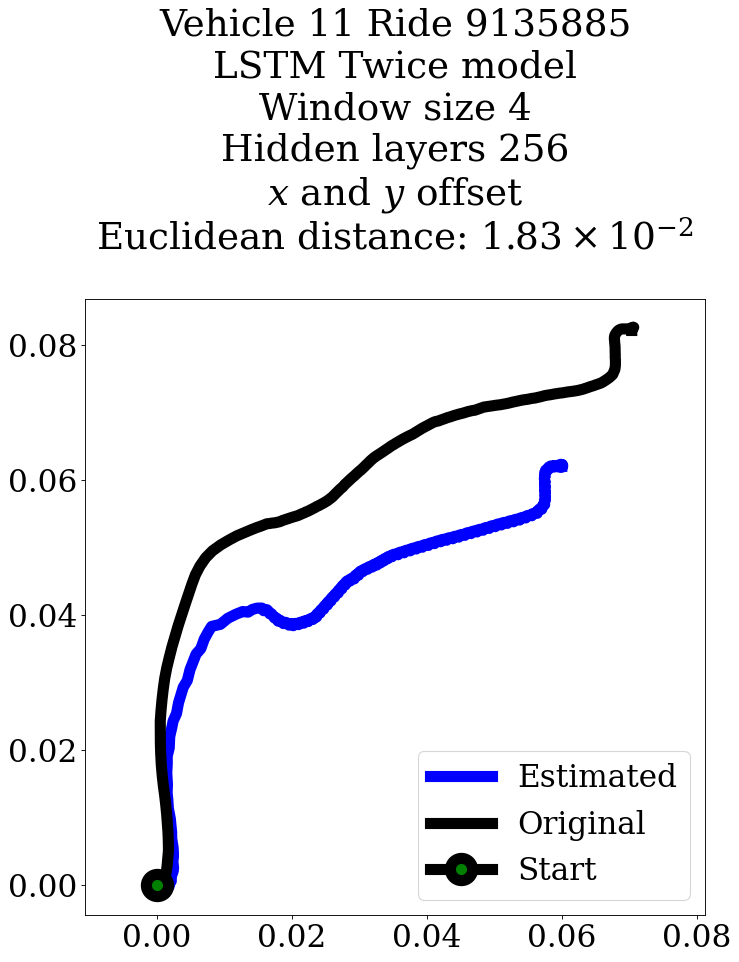 Vehicle 11 Ride 9135885
LSTM Twice model
Window size 4
Hidden layers 256
x and y offset
Euclidean distance: 1.83 × 10⁻²
0.08
0.06
0.04
0.02
0.00
Estimated
Original
Start
0.00 0.02 0.04 0.06 0.08